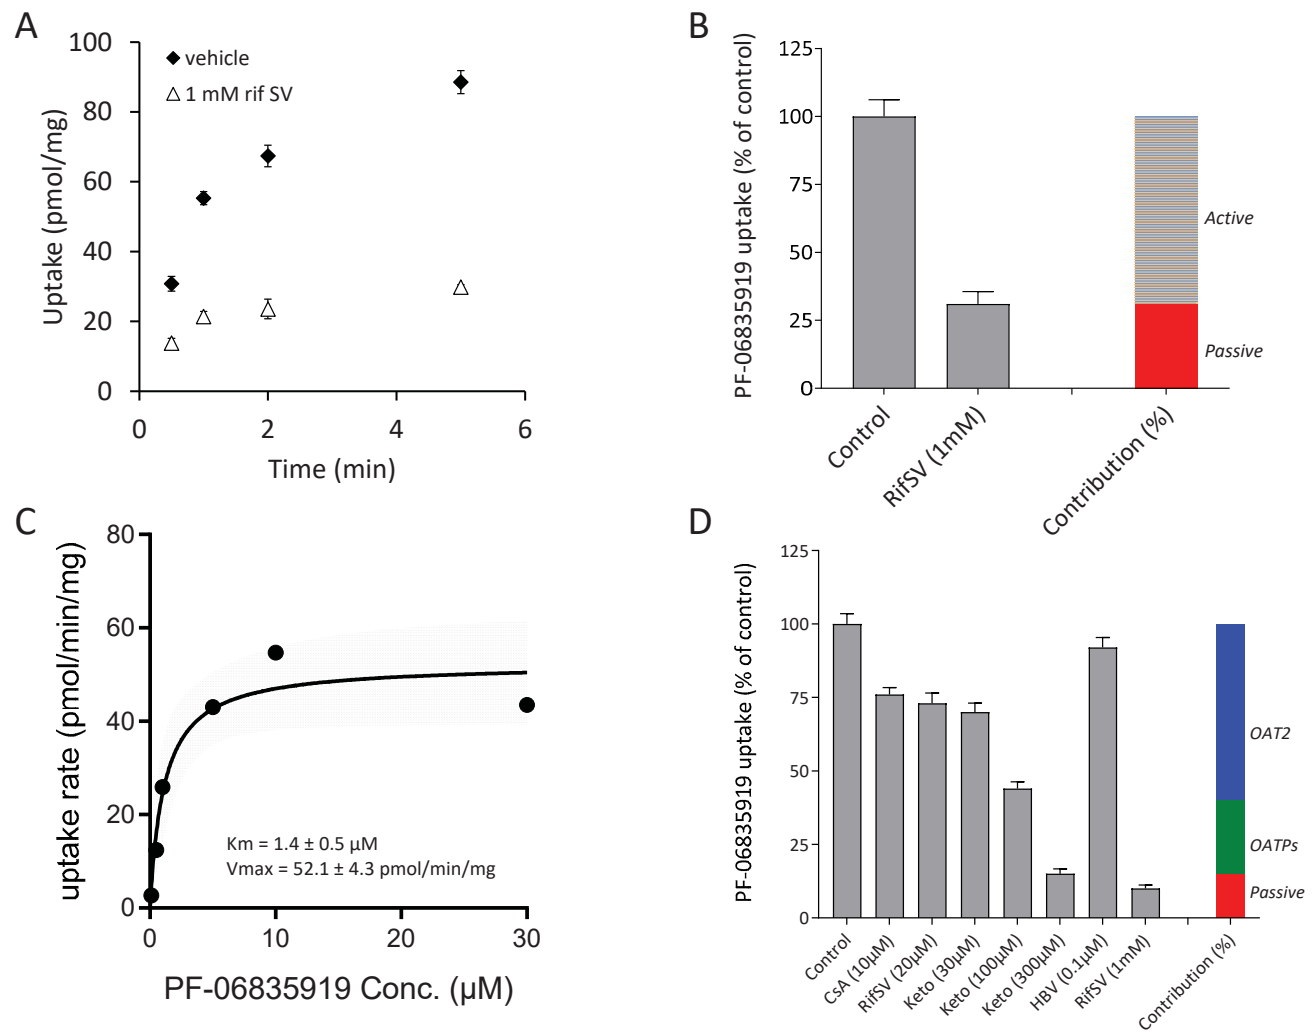 A
Uptake (pmol/mg)
100
80
60
40
20
0
vehicle
1 mM rif SV
0 2 4 6
Time (min)
B
PF-06835919 uptake (% of control)
125
100
75
50
25
0
Active
Passive
Control
RifSV (1mM)
Contribution (%)
C
uptake rate (pmol/min/mg)
80
60
40
20
0
Km = 1.4 ± 0.5 µM
Vmax = 52.1 ± 4.3 pmol/min/mg
0 10 20 30
PF-06835919 Conc. (µM)
D
PF-06835919 uptake (% of control)
125
100
75
50
25
0
OAT2
OATPs
Passive
Control
CsA (10µM)
RifSV (20µM)
Keto (30µM)
Keto (100µM)
Keto (300µM)
HBV (0.1µM)
RifSV (1mM)
Contribution (%)